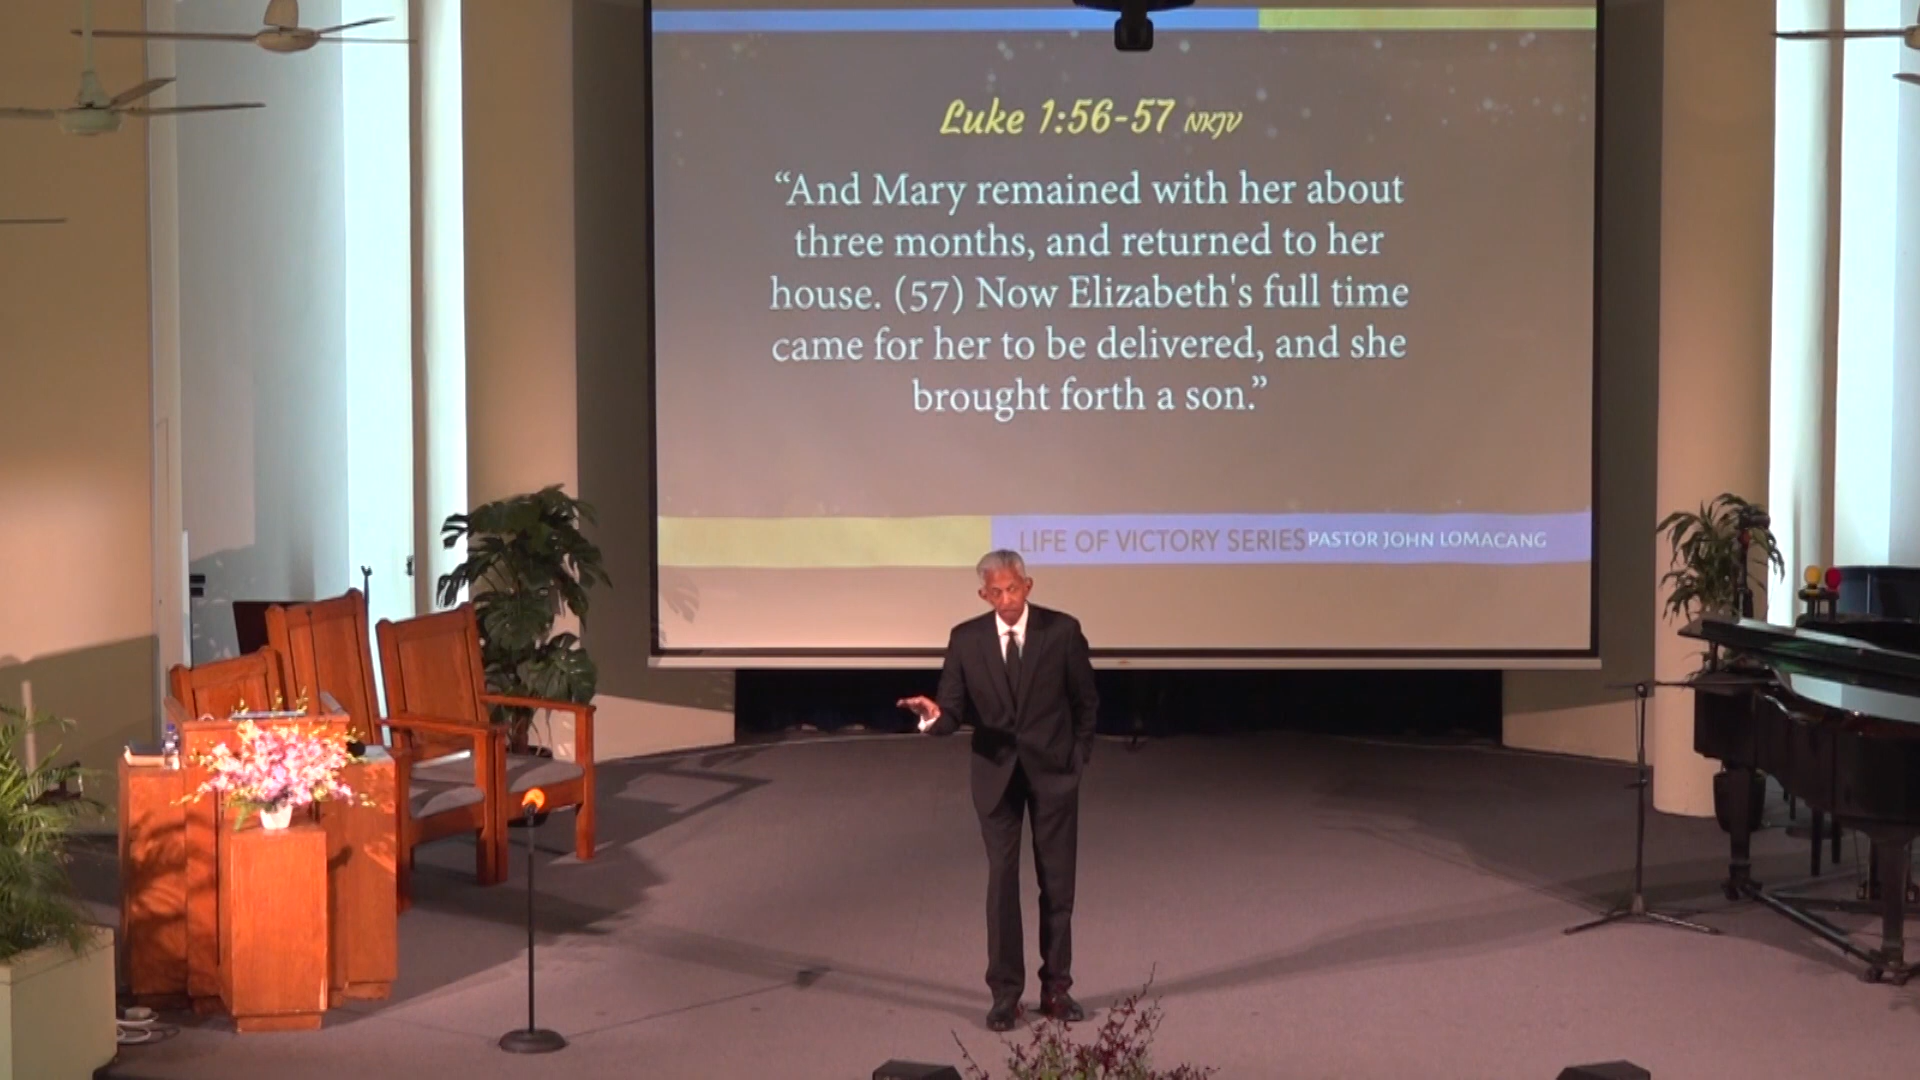 Luke 1:56-57 NKJV
“And Mary remained with her about
three months, and returned to her
house. (57) Now Elizabeth's full time
came for her to be delivered, and she
brought forth a son.”
LIFE OF VICTORY SERIES PASTOR JOHN LOMACANG